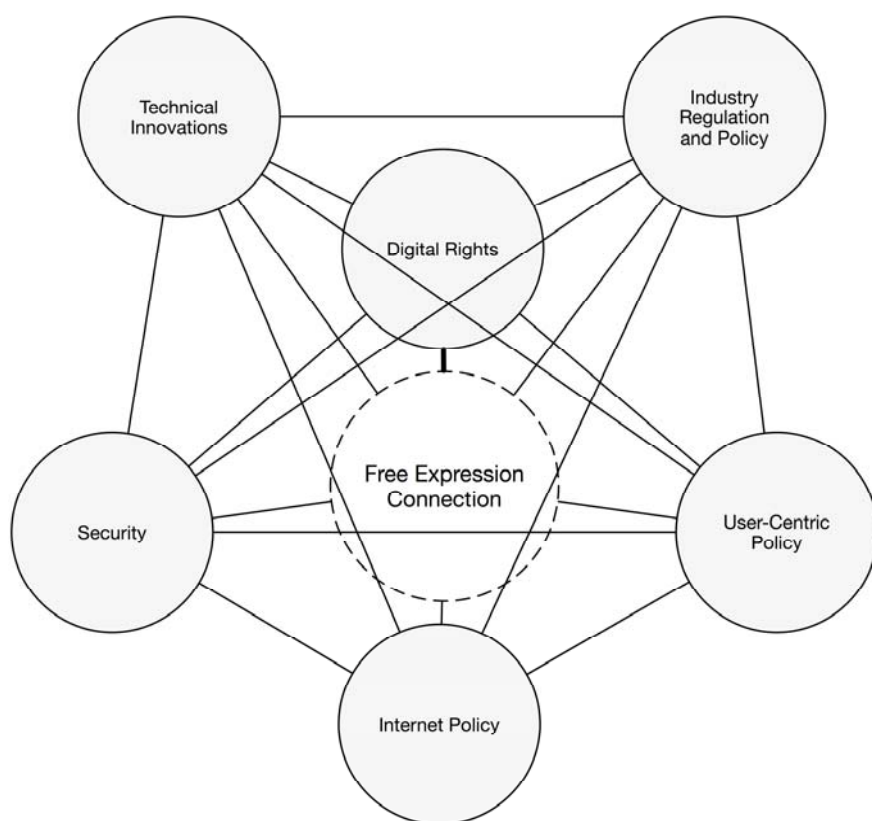 Technical
Innovations
Industry
Regulation
and Policy
Digital Rights
Free Expression
Connection
Security
User-Centric
Policy
Internet Policy